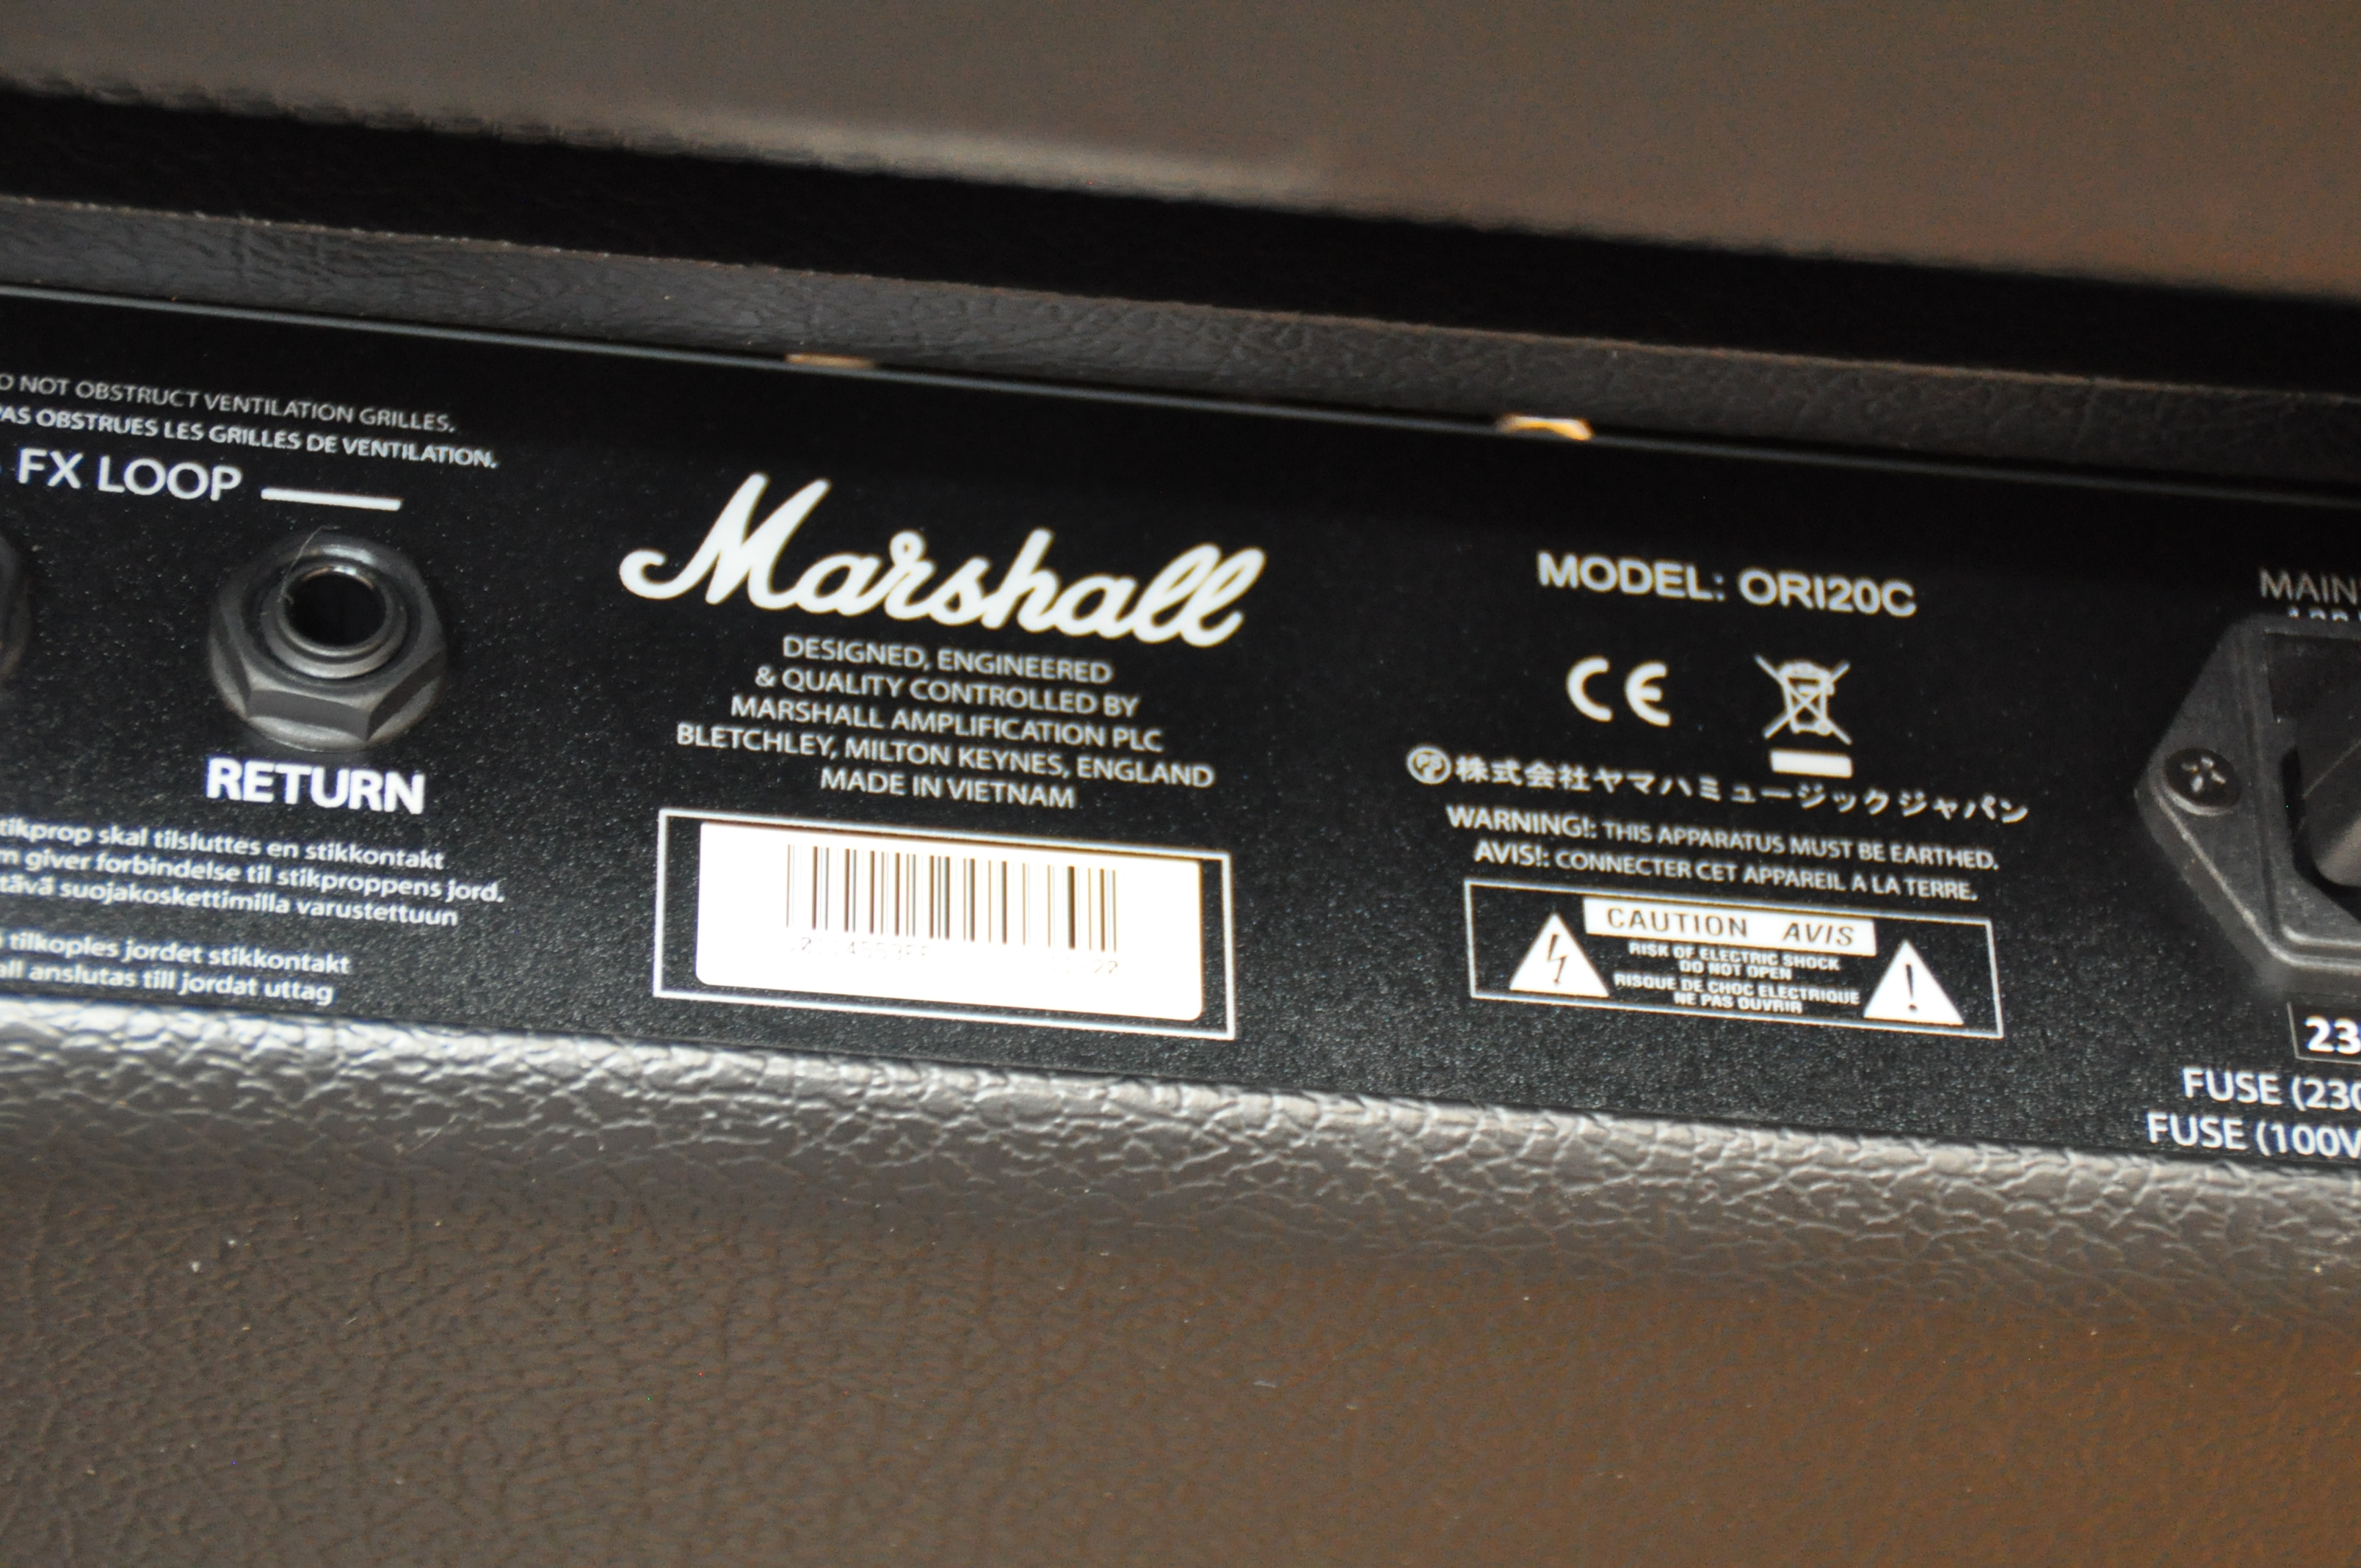 O NOT OBSTRUCT VENTILATION GRILLES.
PAS OBSTRUES LES GRILLES DE VENTILATION.
FX LOOP
RETURN
tikprop skal tilsluttes en stikkontakt
m giver forbindelse til stikproppens jord.
tävä suojakoskettimilla varustettuun
tilkoples jordet stikkontakt
all anslutas till jordat uttag
Marshall
DESIGNED, ENGINEERED
& QUALITY CONTROLLED BY
MARSHALL AMPLIFICATION PLC
BLETCHLEY, MILTON KEYNES, ENGLAND
MADE IN VIETNAM
MODEL: ORI20C
CE
PS 株式会社ヤマハミュージックジャパン
WARNING!: THIS APPARATUS MUST BE EARTHED.
AVIS!: CONNECTER CET APPAREIL A LA TERRE.
CAUTION AVIS
RISK OF ELECTRIC SHOCK
DO NOT OPEN
RISQUE DE CHOC ELECTRIQUE
NE PAS OUVRIR
MAIN
23
FUSE (230
FUSE (100V